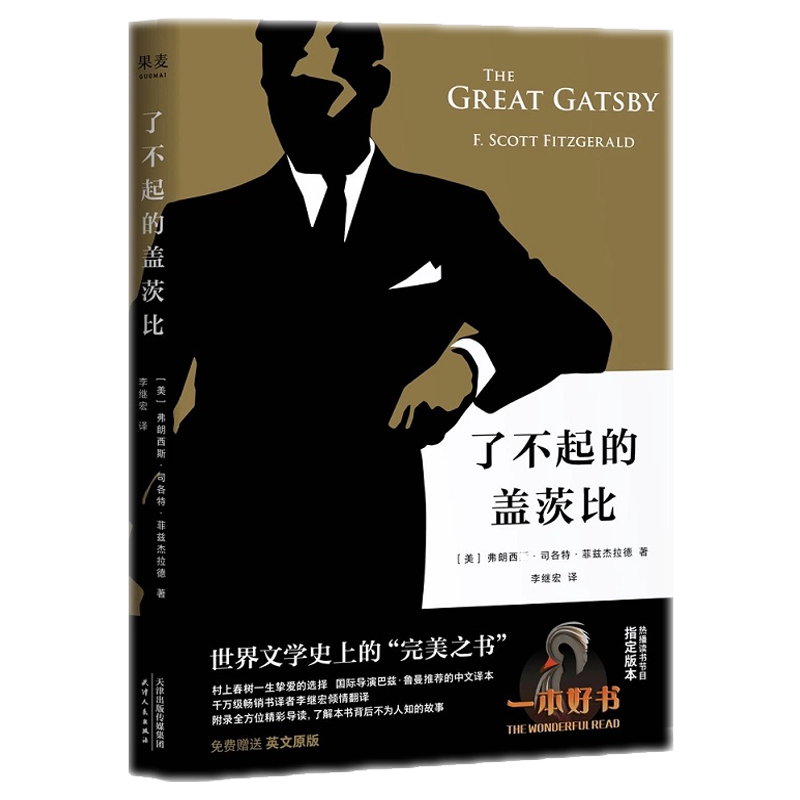 果麦
GUOMAI
了不起的盖茨比
[美] 弗朗西斯·司各特·菲兹杰拉德 著
李继宏 译
天津出版传媒集团
天津人民出版社
THE
GREAT GATSBY
F. SCOTT FITZGERALD
了不起的
盖茨比
[美] 弗朗西 ·司各特·菲兹杰拉德 著
李继宏 译
世界文学史上的“完美之书”
村上春树一生挚爱的选择 国际导演巴兹·鲁曼推荐的中文译本
千万级畅销书译者李继宏倾情翻译
附录全方位精彩导读，了解本书背后不为人知的故事
免费赠送 英文原版
一本好书
THE WONDERFUL READ
热播读书节目
指定版本